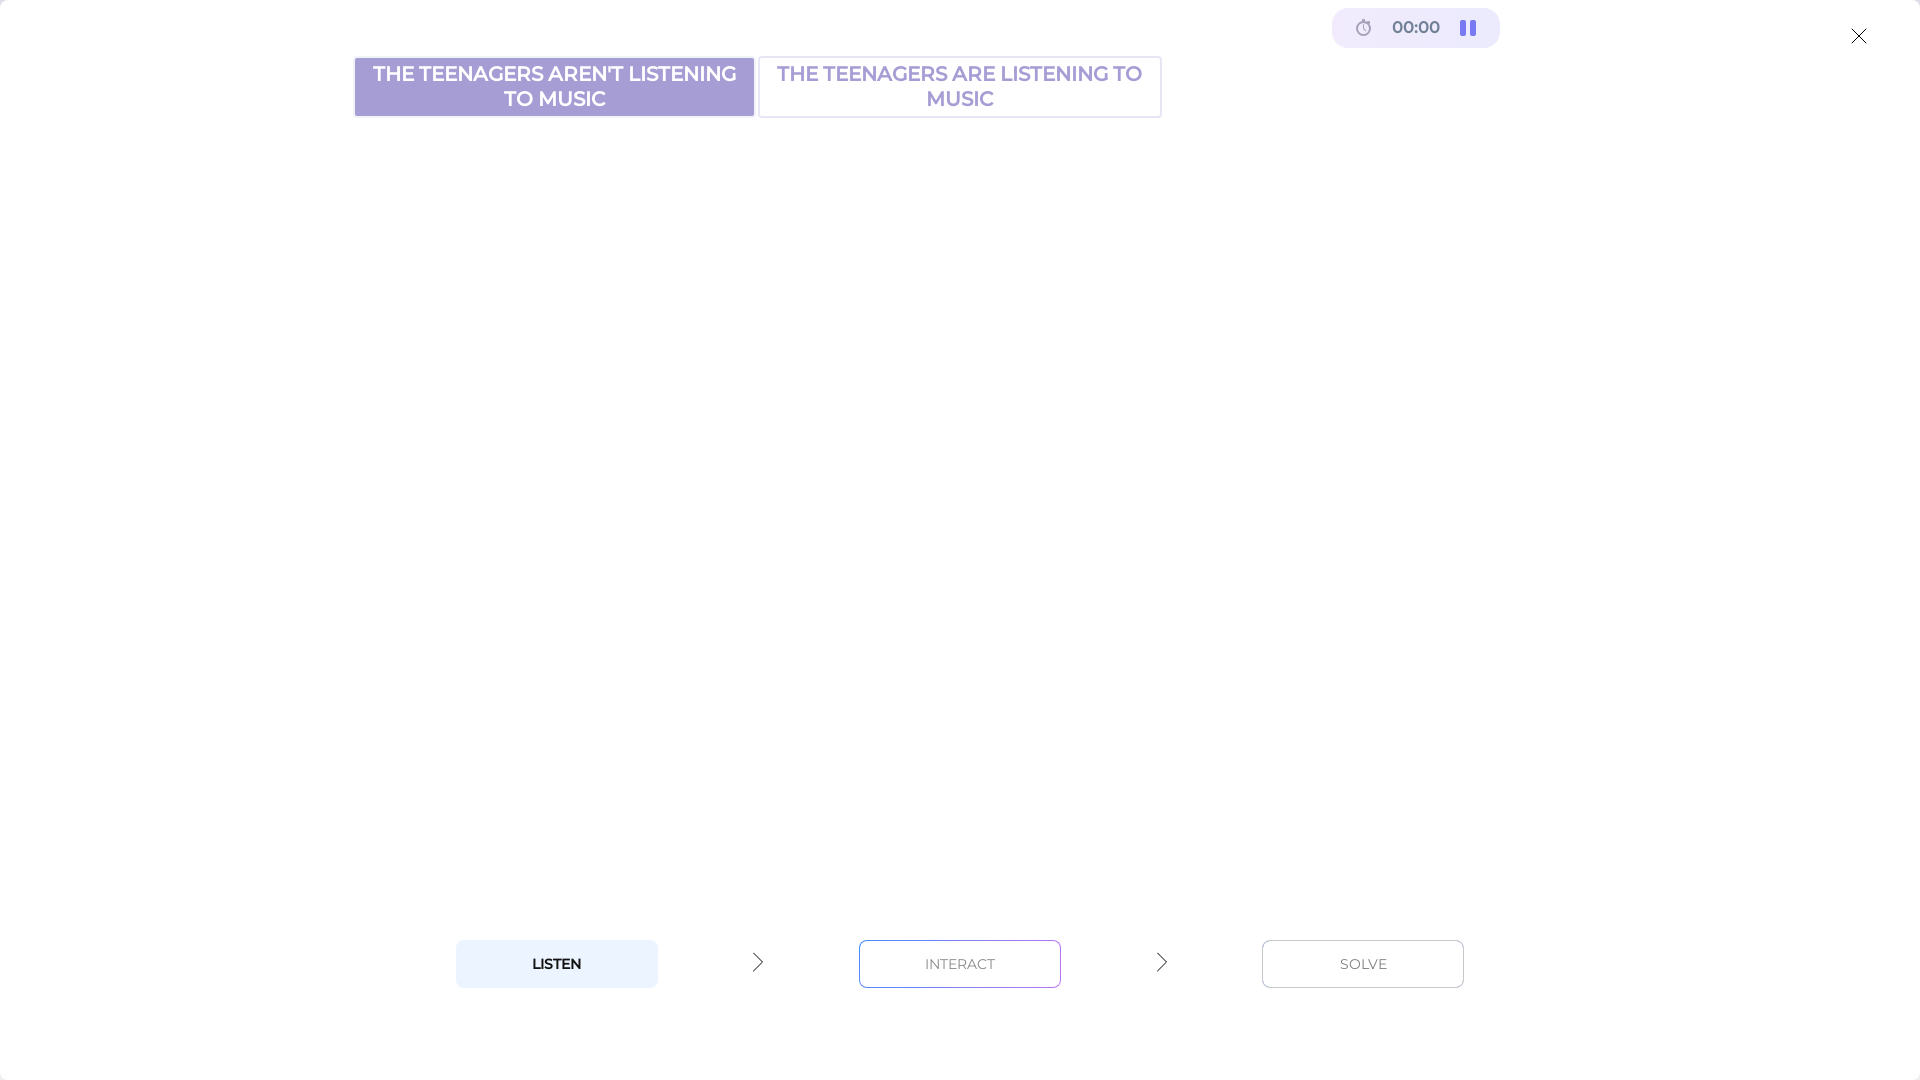 00:00
THE TEENAGERS AREN'T LISTENING
TO MUSIC
THE TEENAGERS ARE LISTENING TO
MUSIC
LISTEN
INTERACT
SOLVE